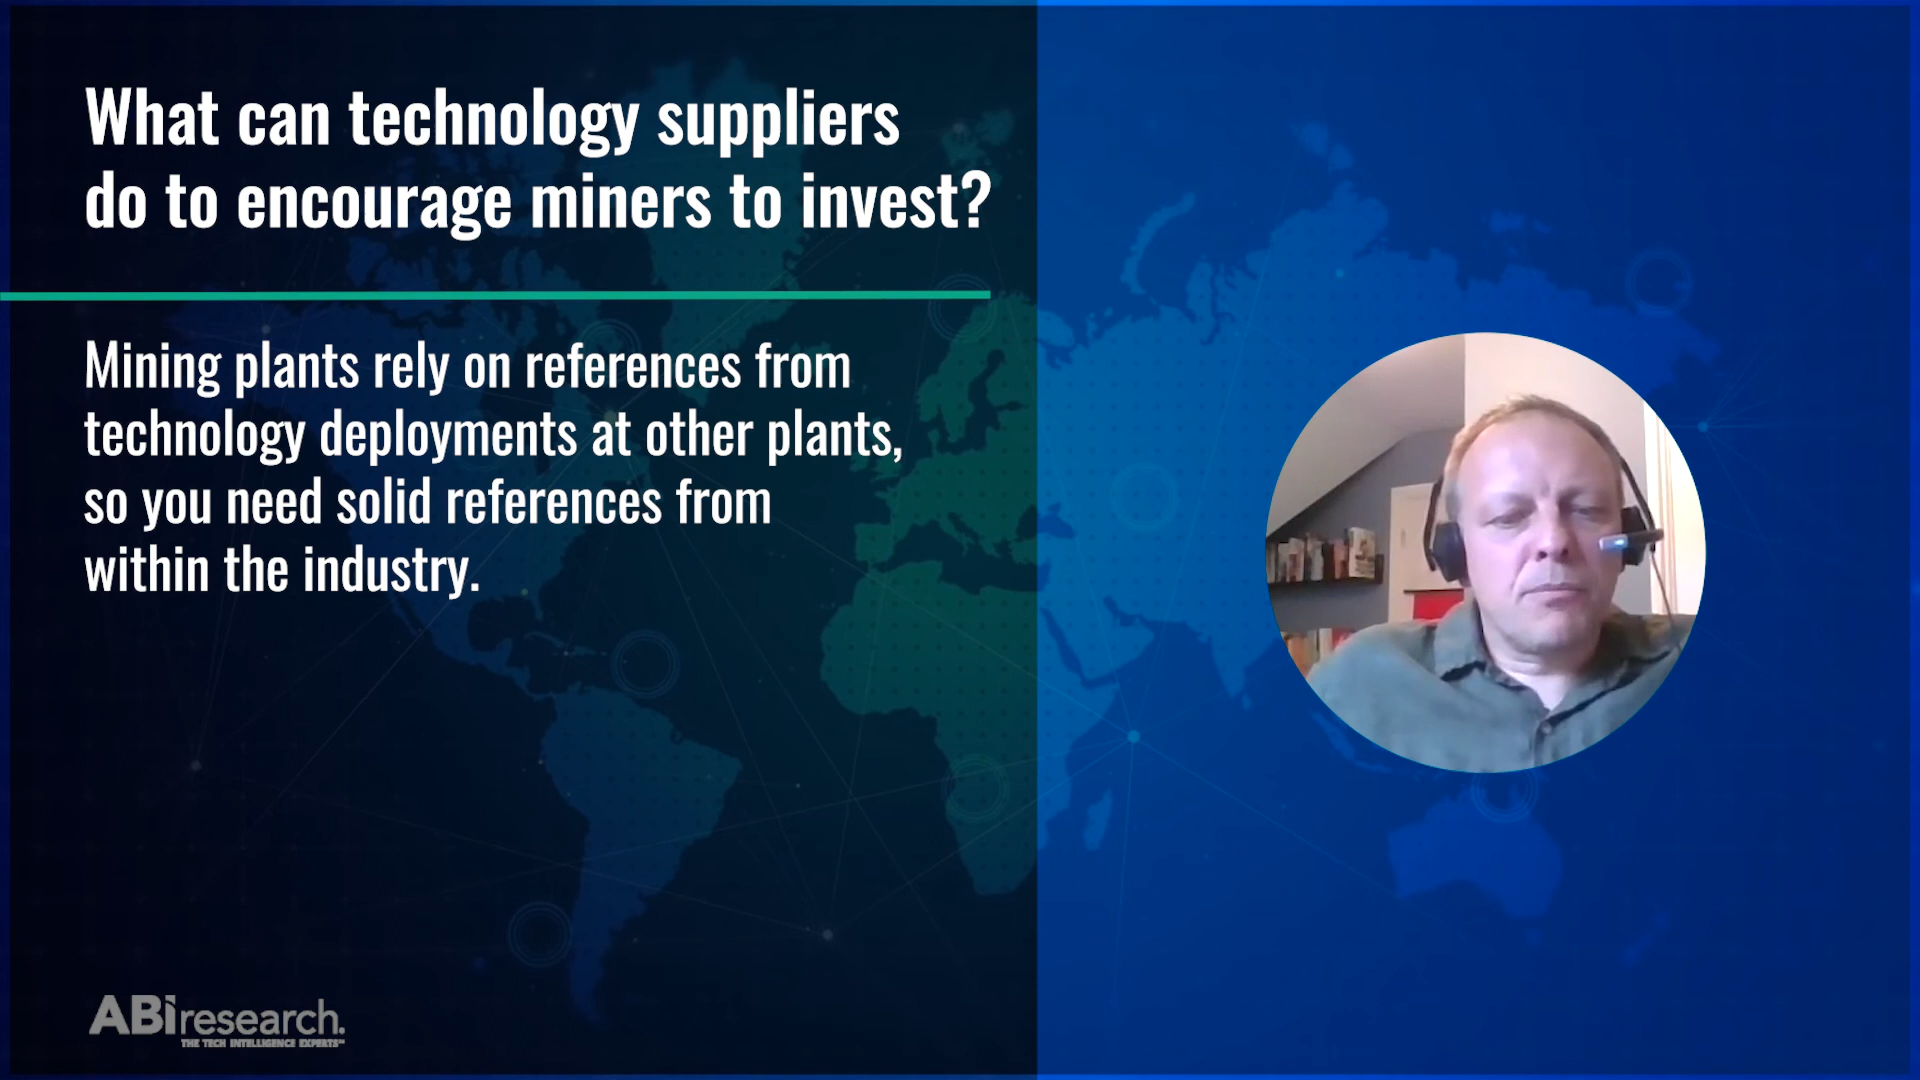 What can technology suppliers
do to encourage miners to invest?
Mining plants rely on references from
technology deployments at other plants,
so you need solid references from
within the industry.
ABiresearch.
THE TECH INTELLIGENCE EXPERTS™